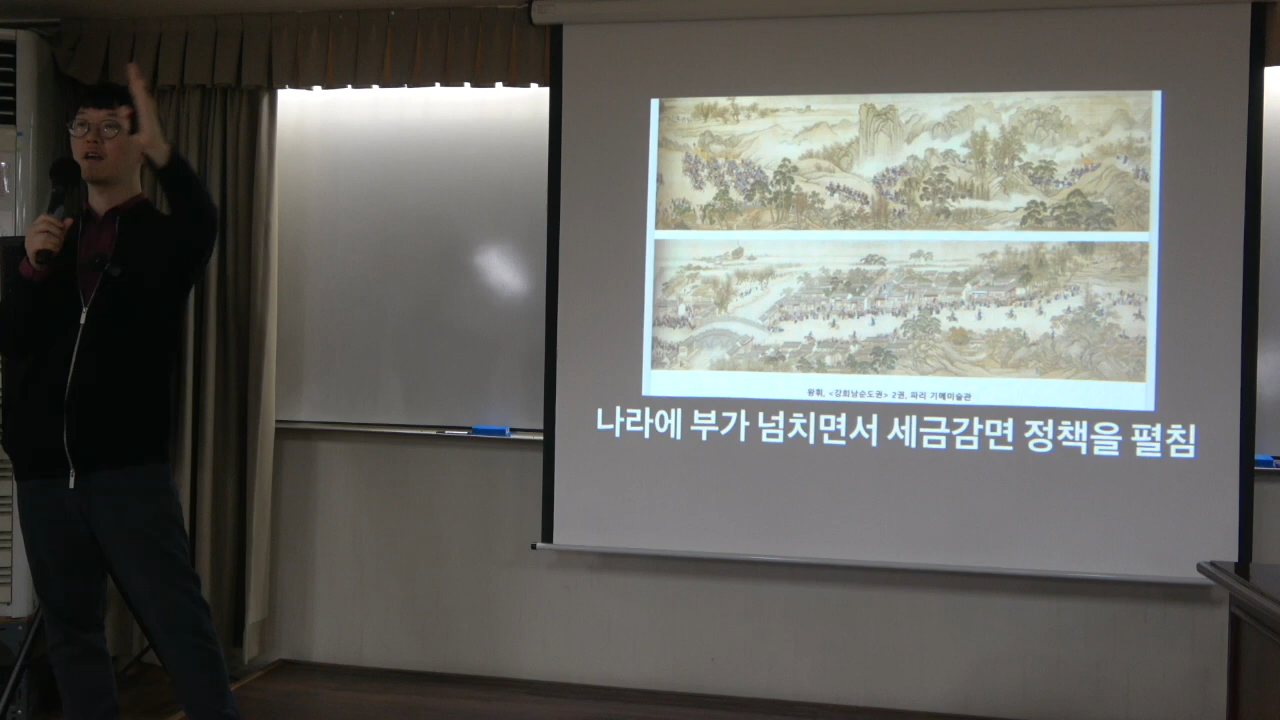 왕휘, <강희남순도권> 2권, 파리 기메미술관
나라에 부가 넘치면서 세금감면 정책을 펼침